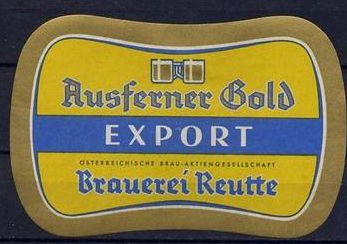 Ausferner Gold
EXPORT
ÖSTERREICHISCHE BRAU-AKTIENGESELLSCHAFT
Brauerei Reutte